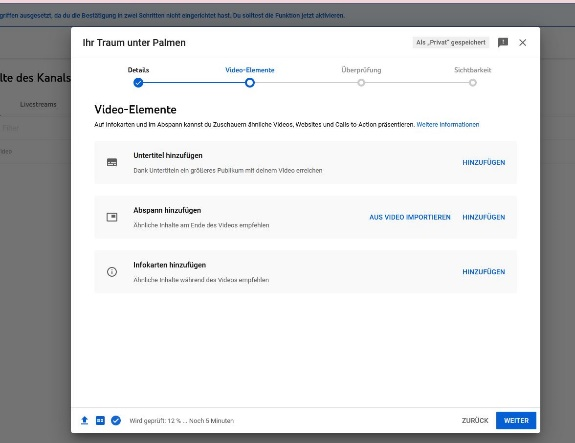 griffen ausgesetzt, da du die Bestätigung in zwei Schritten nicht eingerichtet hast. Du solltest die Funktion jetzt aktivieren.
Ihr Traum unter Palmen
Als „Privat" gespeichert
lte des Kanals
Livestreams
Filter
Details
Video-Elemente
Überprüfung
Sichtbarkeit
Video-Elemente
Auf Infokarten und im Abspann kannst du Zuschauern ähnliche Videos, Websites und Calls to Action präsentieren. Weitere Informationen
Untertitel hinzufügen
Dank Untertiteln ein größeres Publikum mit deinem Video erreichen
HINZUFÜGEN
Abspann hinzufügen
Ähnliche Inhalte am Ende des Videos empfehlen
AUS VIDEO IMPORTIEREN
HINZUFÜGEN
Infokarten hinzufügen
Ähnliche Inhalte während des Videos empfehlen
HINZUFÜGEN
Wird geprüft: 12 % ... Noch 5 Minuten
ZURÜCK
WEITER